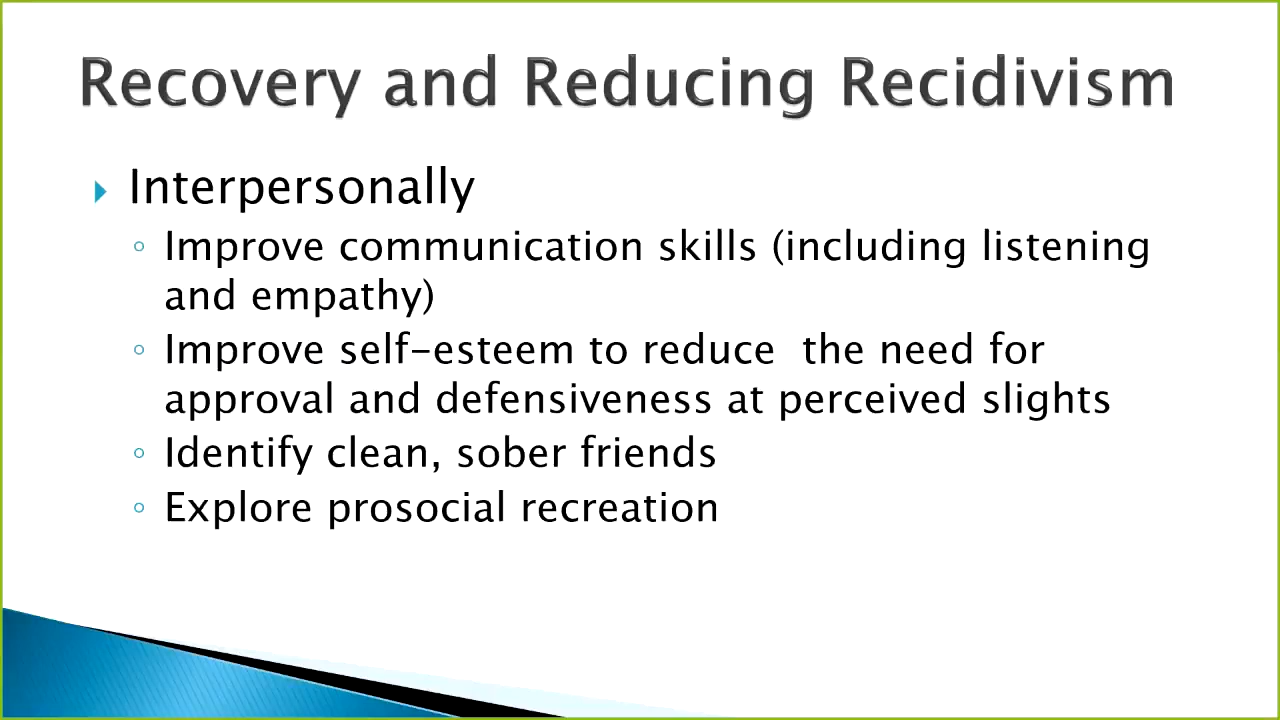 Recovery and Reducing Recidivism
Interpersonally
Improve communication skills (including listening
and empathy)
Improve self-esteem to reduce  the need for
approval and defensiveness at perceived slights
Identify clean, sober friends
Explore prosocial recreation